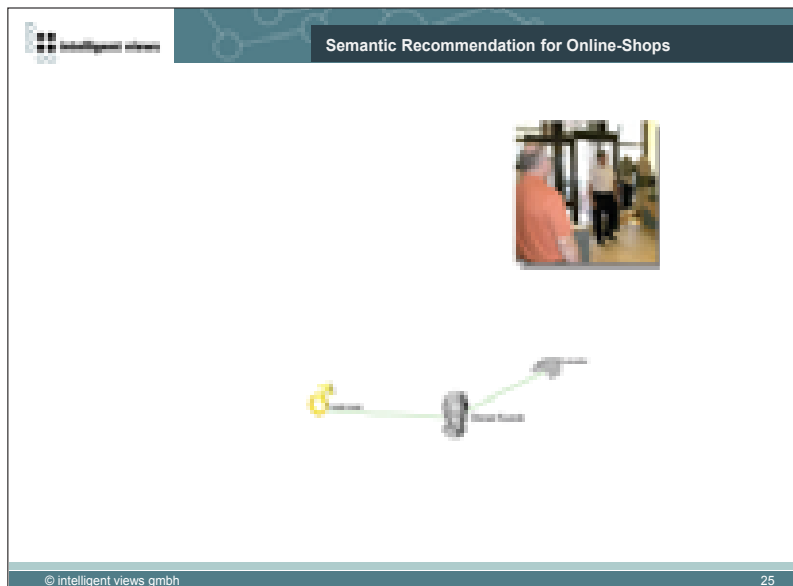 intelligent views
Semantic Recommendation for Online-Shops
© intelligent views gmbh
25